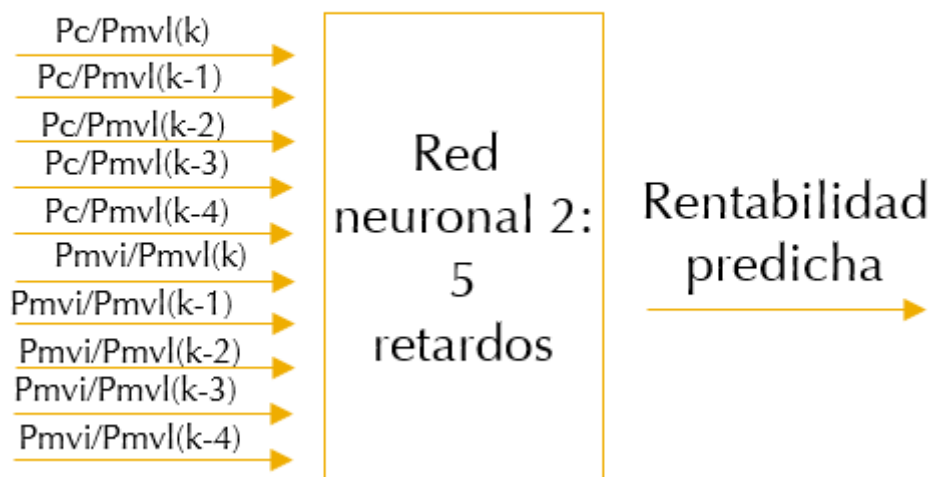 Pc/Pmvl(k)
Pc/Pmvl(k-1)
Pc/Pmvl(k-2)
Pc/Pmvl(k-3)
Pc/Pmvl(k-4)
Pmvi/Pmvl(k)
Pmvi/Pmvl(k-1)
Pmvi/Pmvl(k-2)
Pmvi/Pmvl(k-3)
Pmvi/Pmvl(k-4)
Red
neuronal 2:
5
retardos
Rentabilidad
predicha